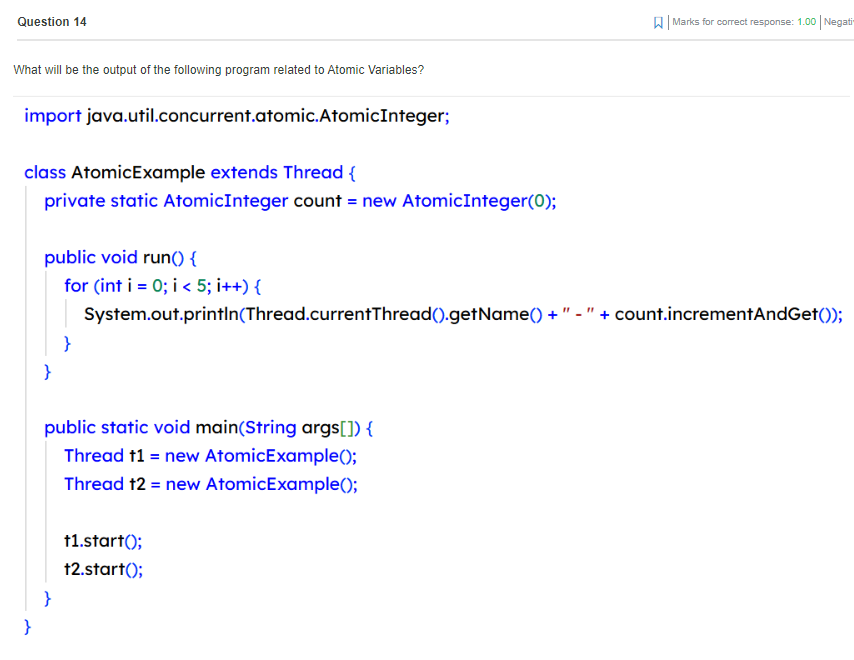 Question 14
Marks for correct response: 1.00
What will be the output of the following program related to Atomic Variables?
import java.util.concurrent.atomic.AtomicInteger;
class AtomicExample extends Thread {
private static AtomicInteger count = new AtomicInteger(0);
public void run() {
for (int i = 0; i < 5; i++) {
System.out.println(Thread.currentThread().getName() + " - " + count.incrementAndGet());
}
}
public static void main(String args[]) {
Thread t1 = new AtomicExample();
Thread t2 = new AtomicExample();
t1.start();
t2.start();
}
}